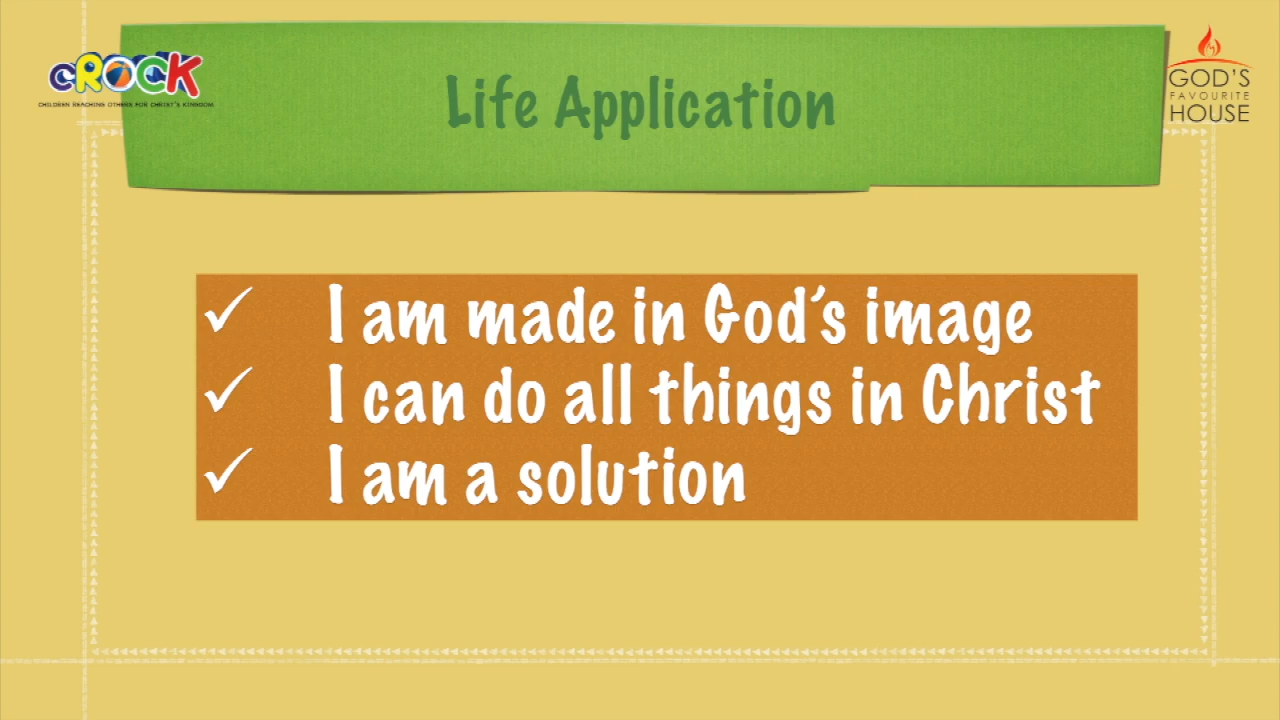 cROCK
CHILDREN REACHING OTHERS FOR CHRIST'S KINGDOM
GOD'S
FAVOURITE
HOUSE
Life Application
✓ I am made in God's image
✓ I can do all things in Christ
✓ I am a solution